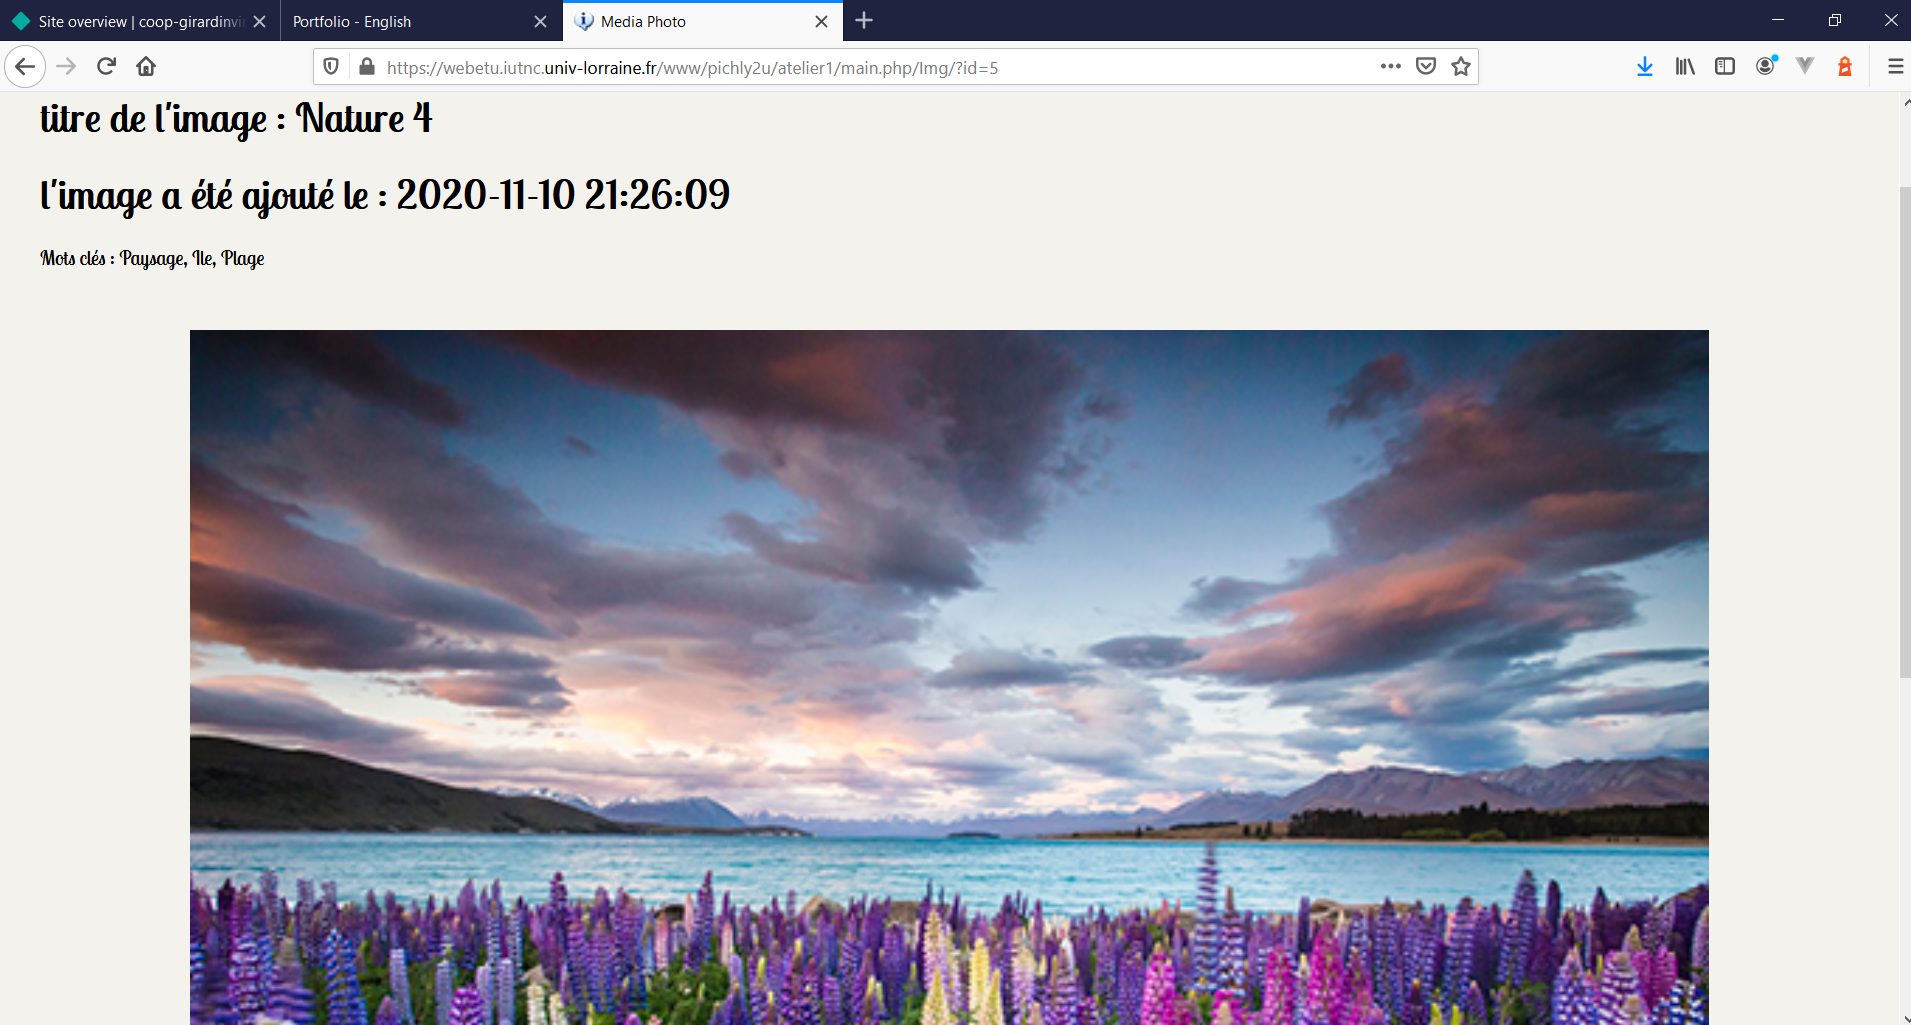 Site overview | coop-girardinvi
Portfolio - English
Media Photo
https://webetu.iutnc.univ-lorraine.fr/www/pichly2u/atelier1/main.php/Img/?id=5
titre de l'image : Nature 4
l'image a été ajouté le : 2020-11-10 21:26:09
Mots clés : Paysage, Ile, Plage